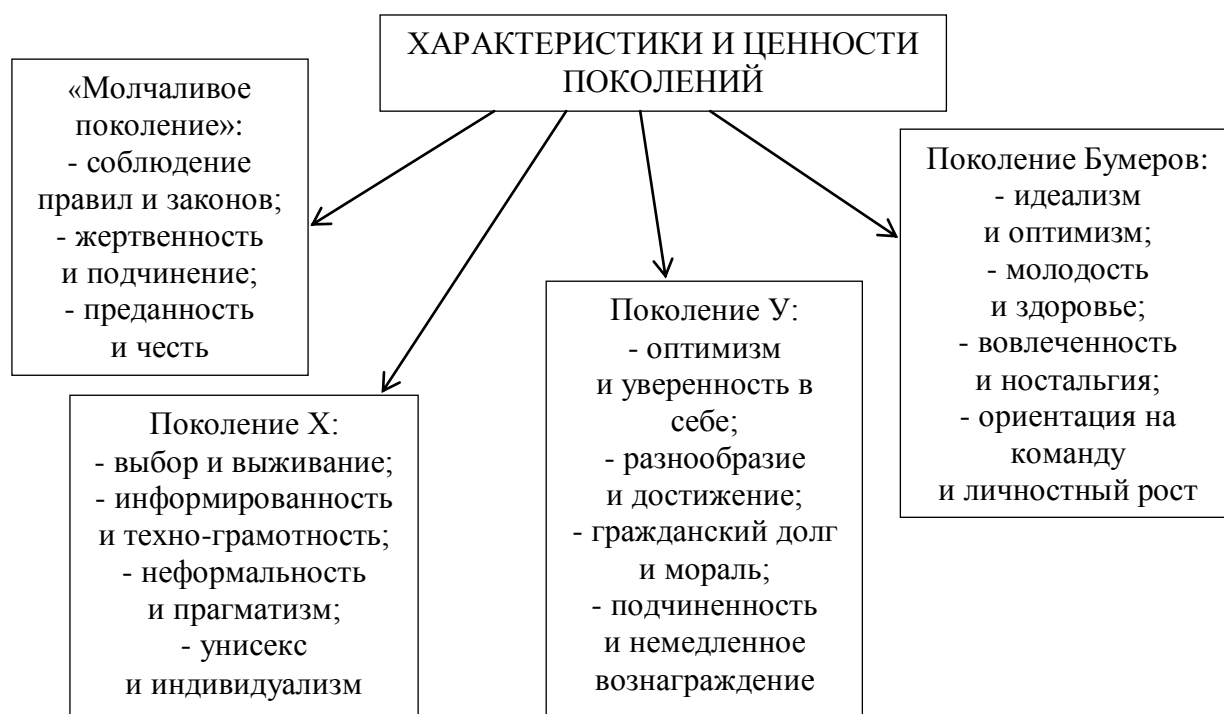 ХАРАКТЕРИСТИКИ И ЦЕННОСТИ
ПОКОЛЕНИЙ
«Молчаливое
поколение»:
- соблюдение
правил и законов;
- жертвенность
и подчинение;
- преданность
и честь
Поколение Х:
- выбор и выживание;
- информированность
и техно-грамотность;
- неформальность
и прагматизм;
- унисекс
и индивидуализм
Поколение У:
- оптимизм
и уверенность в
себе;
- разнообразие
и достижение;
- гражданский долг
и мораль;
- подчиненность
и немедленное
вознаграждение
Поколение Бумеров:
- идеализм
и оптимизм;
- молодость
и здоровье;
- вовлеченность
и ностальгия;
- ориентация на
команду
и личностный рост